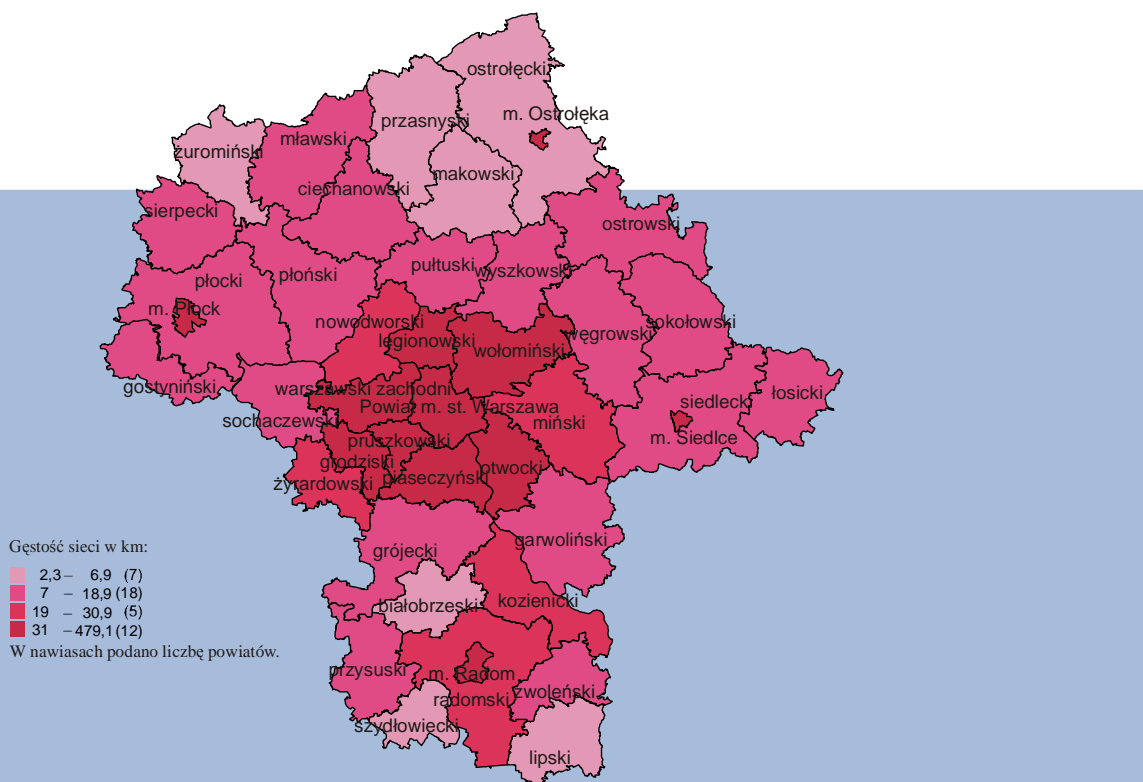 ostrołęcki
m. Ostrołęka
przasnyski
mławski
żuromiński
makowski
ciechanowski
sierpecki
ostrowski
płocki
płoński
pułtuski
wyszkowski
m. Płock
nowodworski
legionowski
wołomiński
węgrowski
sokołowski
gostyniński
warszawski zachodni
siedlecki
łosicki
sochaczewski
Powiat m. st. Warszawa
miński
m. Siedlce
pruszkowski
grodziski
otwocki
żyrardowski
piaseczyński
garwoliński
grójecki
Gęstość sieci w km:
2,3 – 6,9 (7)
7 – 18,9 (18)
19 – 30,9 (5)
31 – 479,1 (12)
W nawiasach podano liczbę powiatów.
białobrzeski
kozienicki
przysuski
m. Radom
radomski
zwoleński
szydłowiecki
lipski